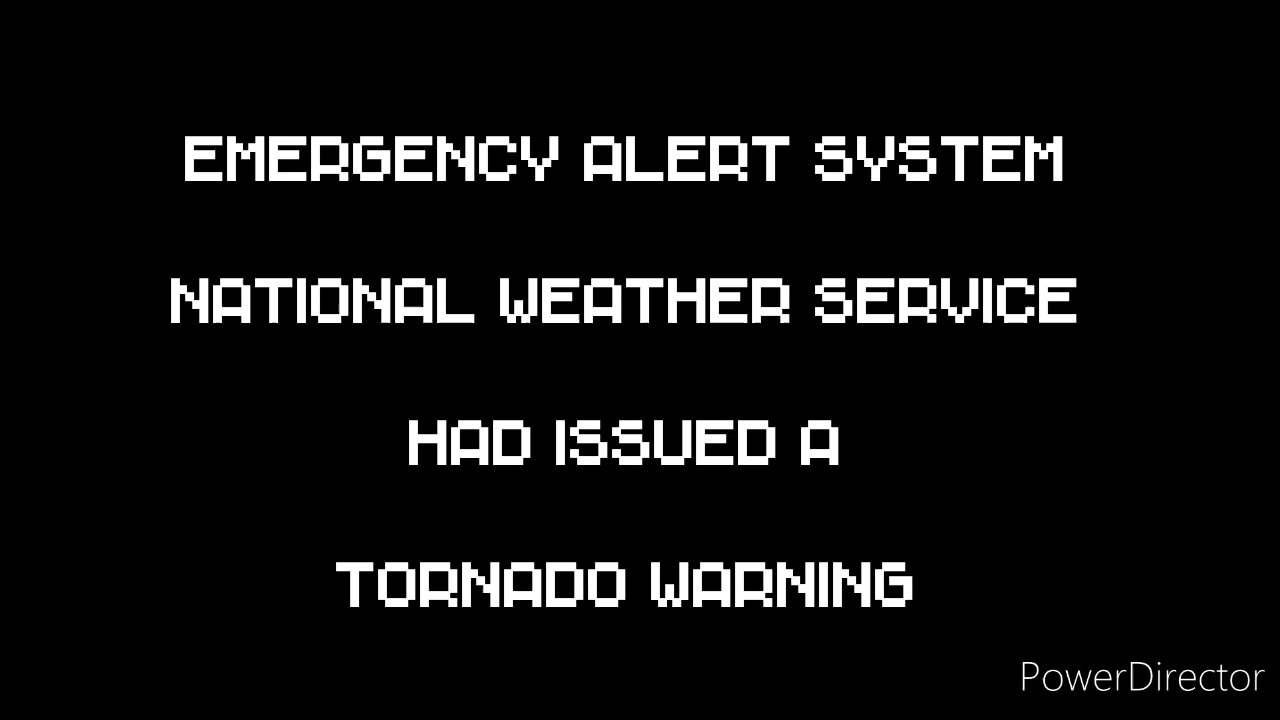 EMERGENCY ALERT SYSTEM
NATIONAL WEATHER SERVICE
HAD ISSUED A
TORNADO WARNING
PowerDirector